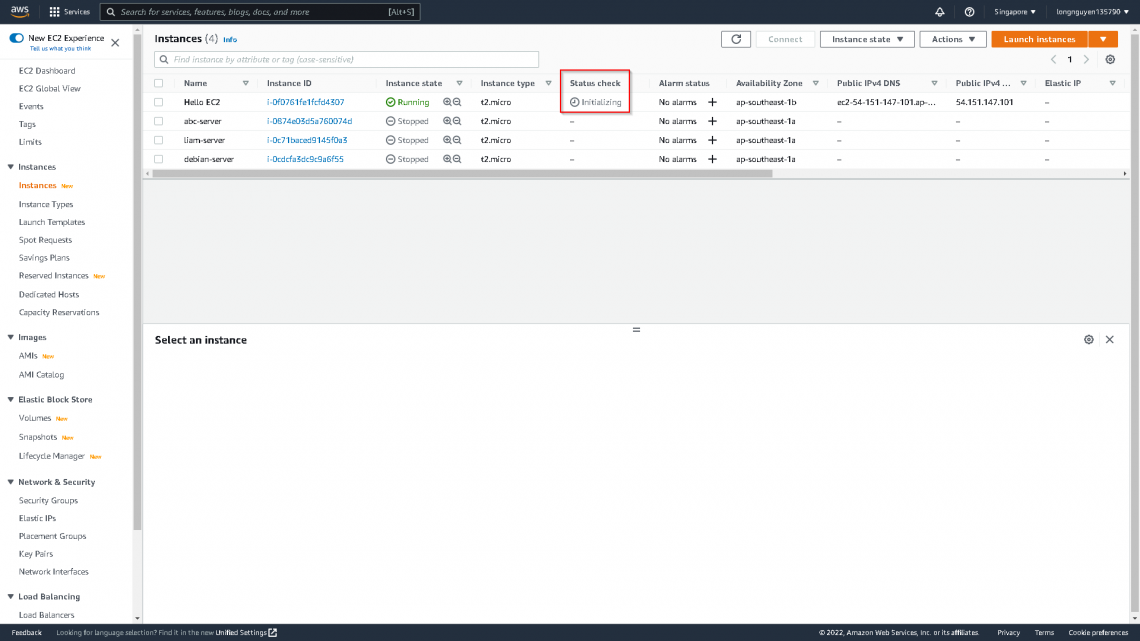 aws Services Search for services, features, blogs, docs, and more [Alt+S] Singapore ▼ longnguyen135790 ▼
New EC2 Experience
Tell us what you think
EC2 Dashboard
EC2 Global View
Events
Tags
Limits
Instances
Instances New
Instance Types
Launch Templates
Spot Requests
Savings Plans
Reserved Instances New
Dedicated Hosts
Capacity Reservations
Images
AMIs New
AMI Catalog
Elastic Block Store
Volumes New
Snapshots New
Lifecycle Manager New
Network & Security
Security Groups
Elastic IPs
Placement Groups
Key Pairs
Network Interfaces
Load Balancing
Load Balancers
Instances (4) Info Connect Instance state ▼ Actions ▼ Launch instances ▼
Find instance by attribute or tag (case-sensitive) 1
Name Instance ID Instance state Instance type Status check Alarm status Availability Zone Public IPv4 DNS Public IPv4 ... Elastic IP
Hello EC2 i-0f0761fe1fcfd4307 Running t2.micro Initializing No alarms + ap-southeast-1b ec2-54-151-147-101.ap-... 54.151.147.101 –
abc-server i-0874e03d5a760074d Stopped t2.micro – No alarms + ap-southeast-1a – – –
liam-server i-0c71baced9145f0a3 Stopped t2.micro – No alarms + ap-southeast-1a – – –
debian-server i-0cdcfa3dc9c9a6f55 Stopped t2.micro – No alarms + ap-southeast-1a – – –
Select an instance
Feedback Looking for language selection? Find it in the new Unified Settings © 2022, Amazon Web Services, Inc. or its affiliates. Privacy Terms Cookie preferences